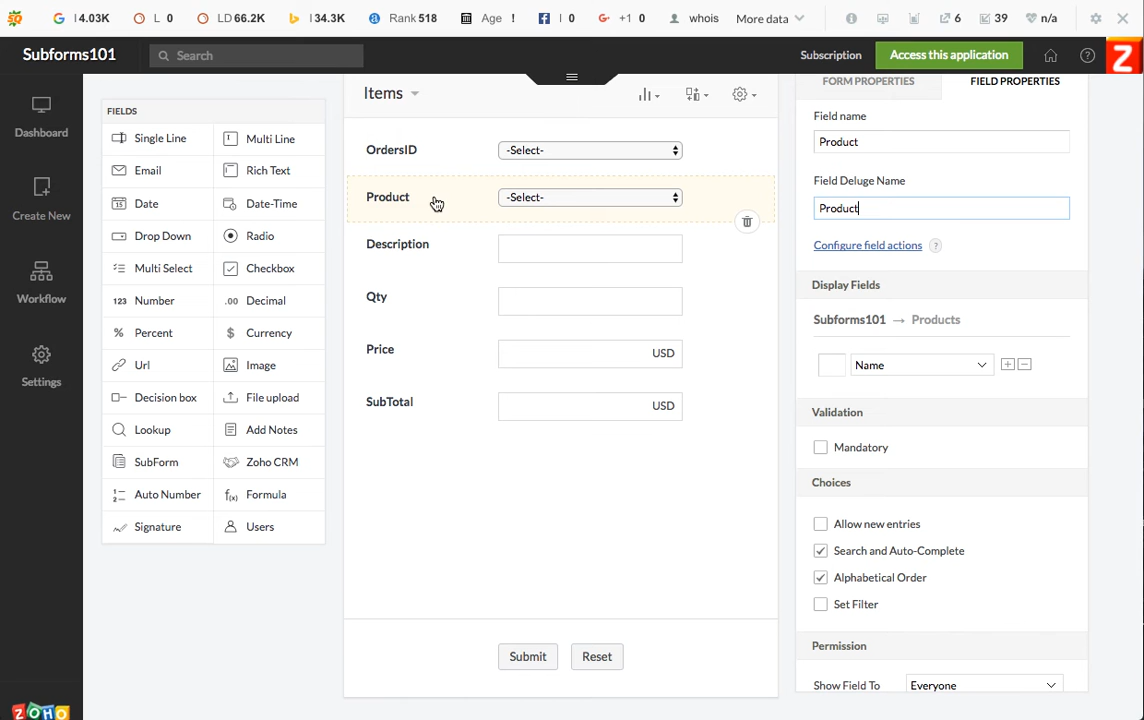 4.03K L 0 LD 66.2K 34.3K Rank 518 Age ! 0 +1 0 whois More data 6 39 n/a
Subforms101 Search Subscription Access this application
Dashboard
Create New
Workflow
Settings
ZOHO
FIELDS
Single Line Multi Line
Email Rich Text
Date Date-Time
Drop Down Radio
Multi Select Checkbox
123 Number .00 Decimal
% Percent $ Currency
Url Image
Decision box File upload
Lookup Add Notes
SubForm Zoho CRM
Auto Number f(x) Formula
Signature Users
Items
OrdersID -Select-
Product -Select-
Description
Qty
Price USD
SubTotal USD
Submit Reset
FORM PROPERTIES FIELD PROPERTIES
Field name
Product
Field Deluge Name
Product
Configure field actions ?
Display Fields
Subforms101 → Products
Name
Validation
Mandatory
Choices
Allow new entries
Search and Auto-Complete
Alphabetical Order
Set Filter
Permission
Show Field To Everyone